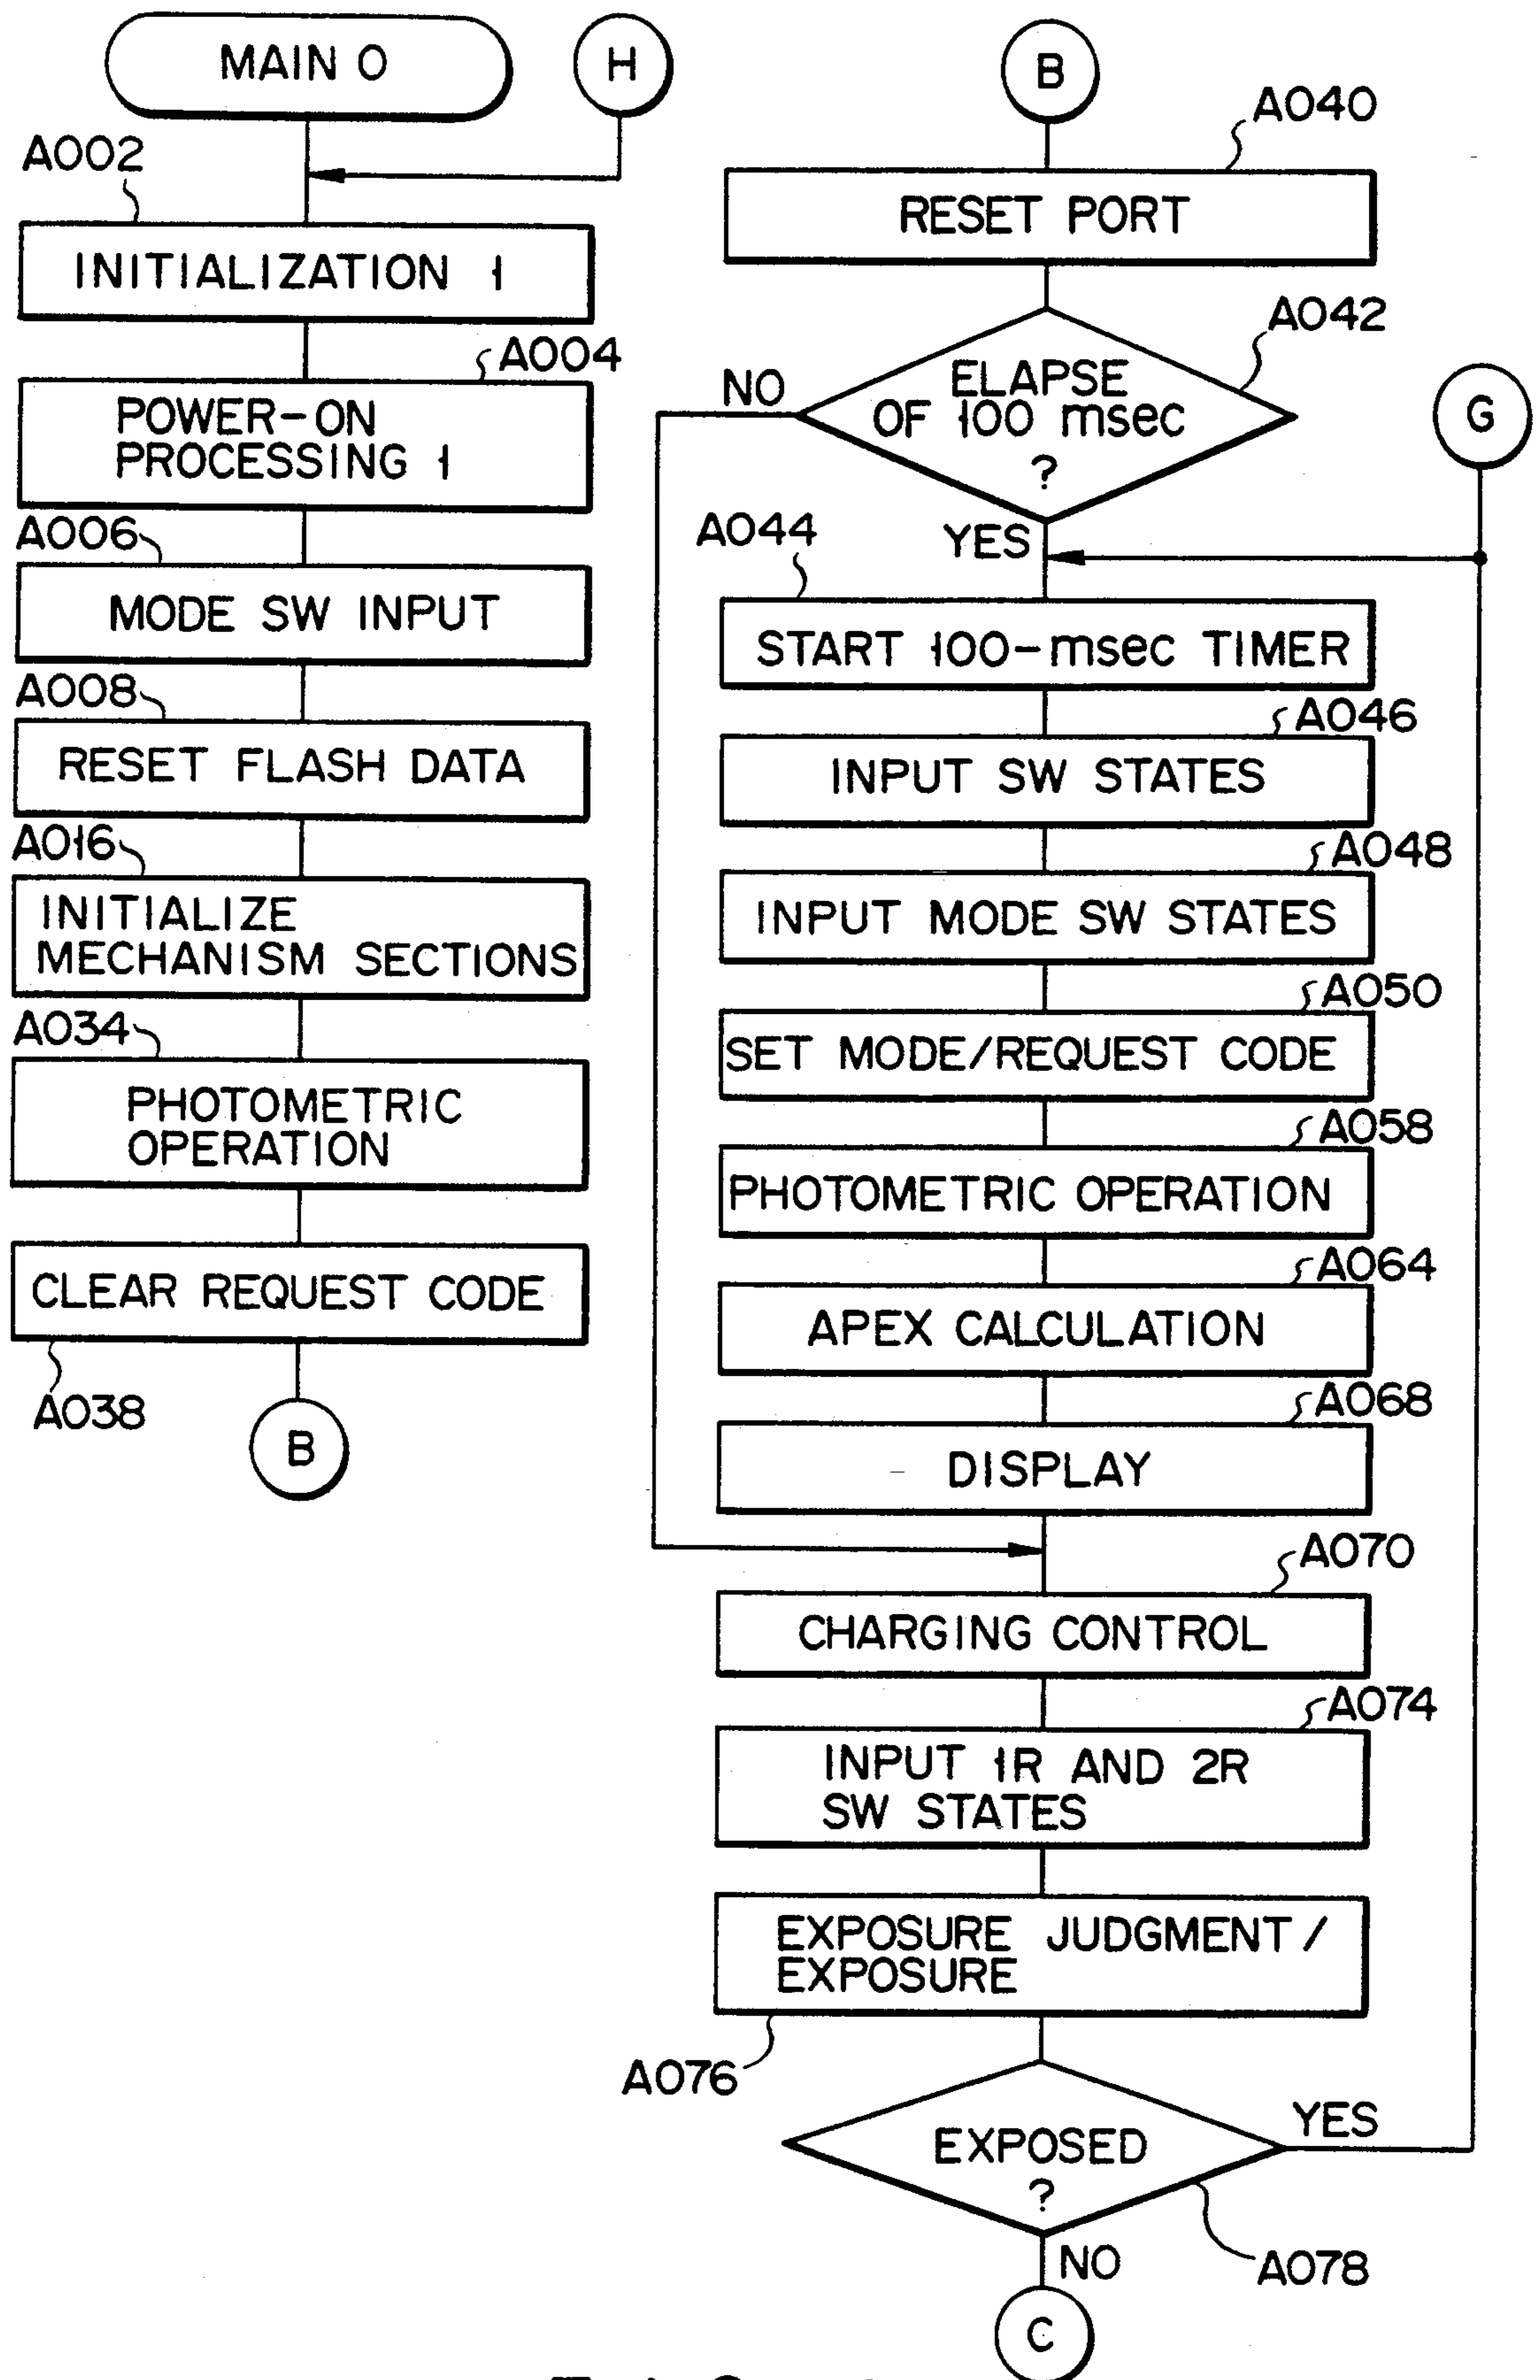 MAIN 0
H
A002
INITIALIZATION 1
A004
POWER-ON
PROCESSING 1
A006
MODE SW INPUT
A008
RESET FLASH DATA
A016
INITIALIZE
MECHANISM SECTIONS
A034
PHOTOMETRIC
OPERATION
CLEAR REQUEST CODE
A038
B
B
A040
RESET PORT
A042
ELAPSE
OF 100 msec
?
NO
YES
G
A044
START 100-msec TIMER
A046
INPUT SW STATES
A048
INPUT MODE SW STATES
A050
SET MODE/REQUEST CODE
A058
PHOTOMETRIC OPERATION
A064
APEX CALCULATION
A068
DISPLAY
A070
CHARGING CONTROL
A074
INPUT 1R AND 2R
SW STATES
EXPOSURE JUDGMENT/
EXPOSURE
A076
EXPOSED
?
YES
NO
A078
C